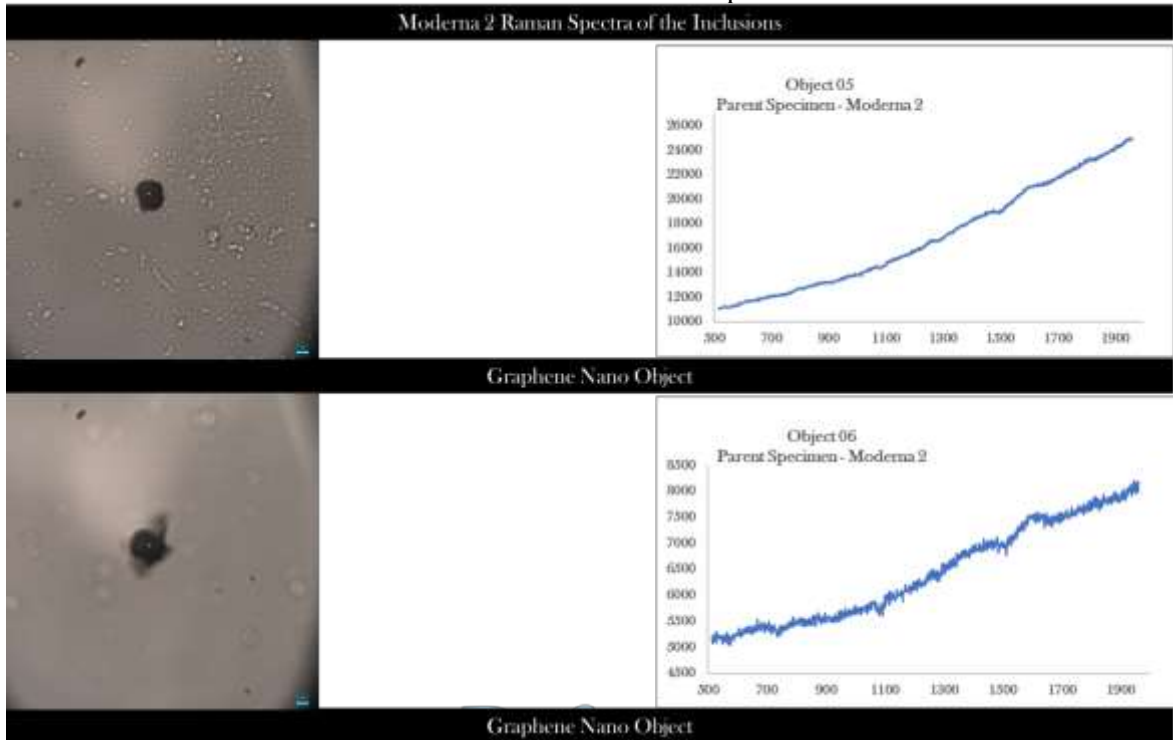 Moderna 2 Raman Spectra of the Inclusions
Object 05
Parent Specimen - Moderna 2
26000
24000
22000
20000
18000
16000
14000
12000
10000
500 700 900 1100 1300 1500 1700 1900
Graphene Nano Object
Object 06
Parent Specimen - Moderna 2
8500
8000
7500
7000
6500
6000
5500
5000
4500
500 700 900 1100 1300 1500 1700 1900
Graphene Nano Object